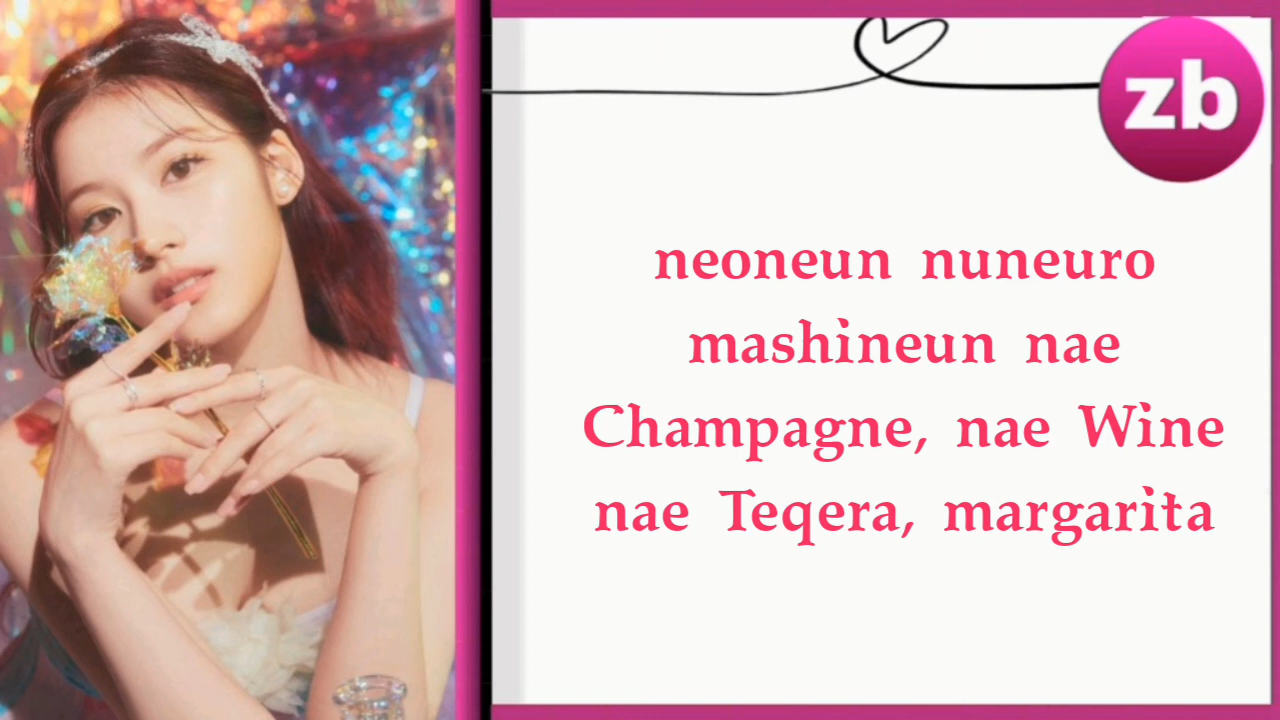 zb
neoneun nuneuro
mashineun nae
Champagne, nae Wine
nae Teqera, margarita